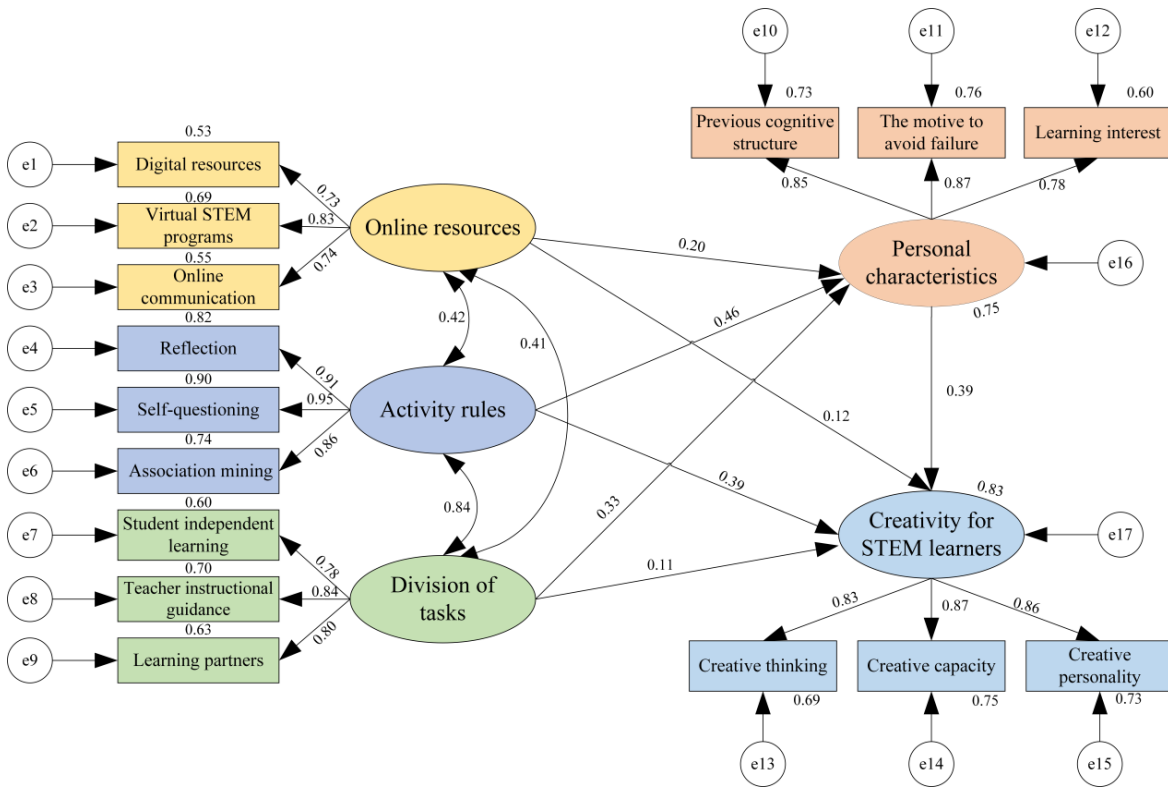 e10
e11
e12
0.73
0.76
0.60
Previous cognitive
structure
The motive to
avoid failure
Learning interest
0.85
0.87
0.78
0.53
e1
Digital resources
0.73
0.69
e2
Virtual STEM
programs
0.83
0.55
e3
Online
communication
0.74
0.82
e4
Reflection
0.91
0.90
e5
Self-questioning
0.95
0.74
e6
Association mining
0.86
0.60
e7
Student independent
learning
0.78
0.70
e8
Teacher instructional
guidance
0.84
0.63
e9
Learning partners
0.80
Online resources
0.42
0.41
Activity rules
0.84
Division of
tasks
0.20
0.46
0.12
0.39
0.33
0.11
Personal
characteristics
e16
0.75
0.39
0.83
Creativity for
STEM learners
e17
0.83
0.87
0.86
Creative thinking
Creative capacity
Creative
personality
0.69
0.75
0.73
e13
e14
e15